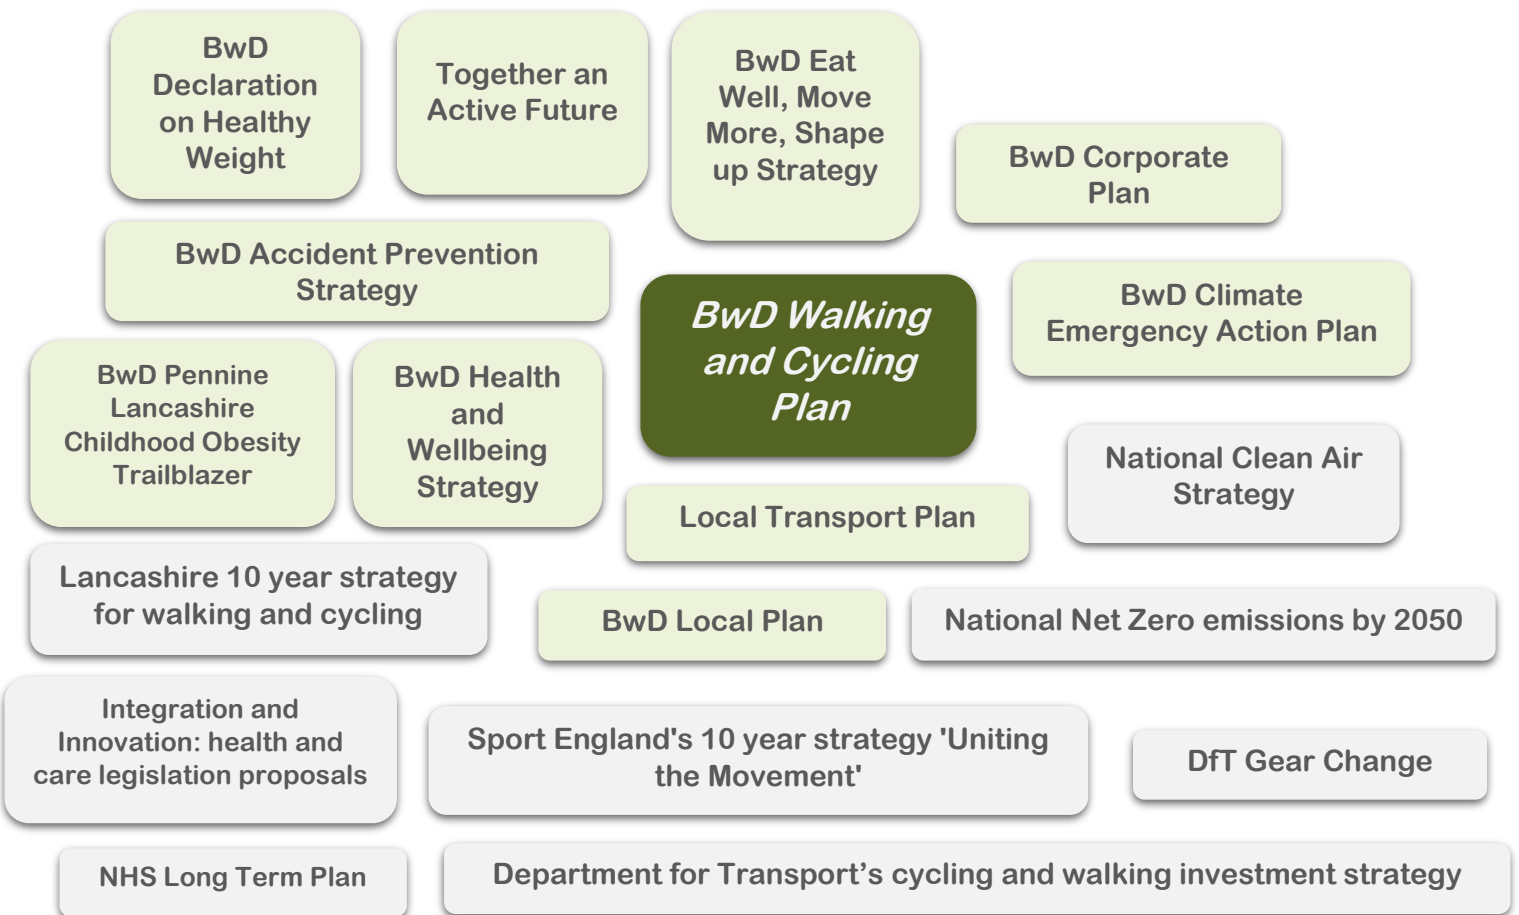 BwD
Declaration
on Healthy
Weight
Together an
Active Future
BwD Eat
Well, Move
More, Shape
up Strategy
BwD Corporate
Plan
BwD Accident Prevention
Strategy
BwD Walking
and Cycling
Plan
BwD Climate
Emergency Action Plan
BwD Pennine
Lancashire
Childhood Obesity
Trailblazer
BwD Health
and
Wellbeing
Strategy
National Clean Air
Strategy
Local Transport Plan
Lancashire 10 year strategy
for walking and cycling
BwD Local Plan
National Net Zero emissions by 2050
Integration and
Innovation: health and
care legislation proposals
Sport England's 10 year strategy 'Uniting
the Movement'
DfT Gear Change
NHS Long Term Plan
Department for Transport’s cycling and walking investment strategy